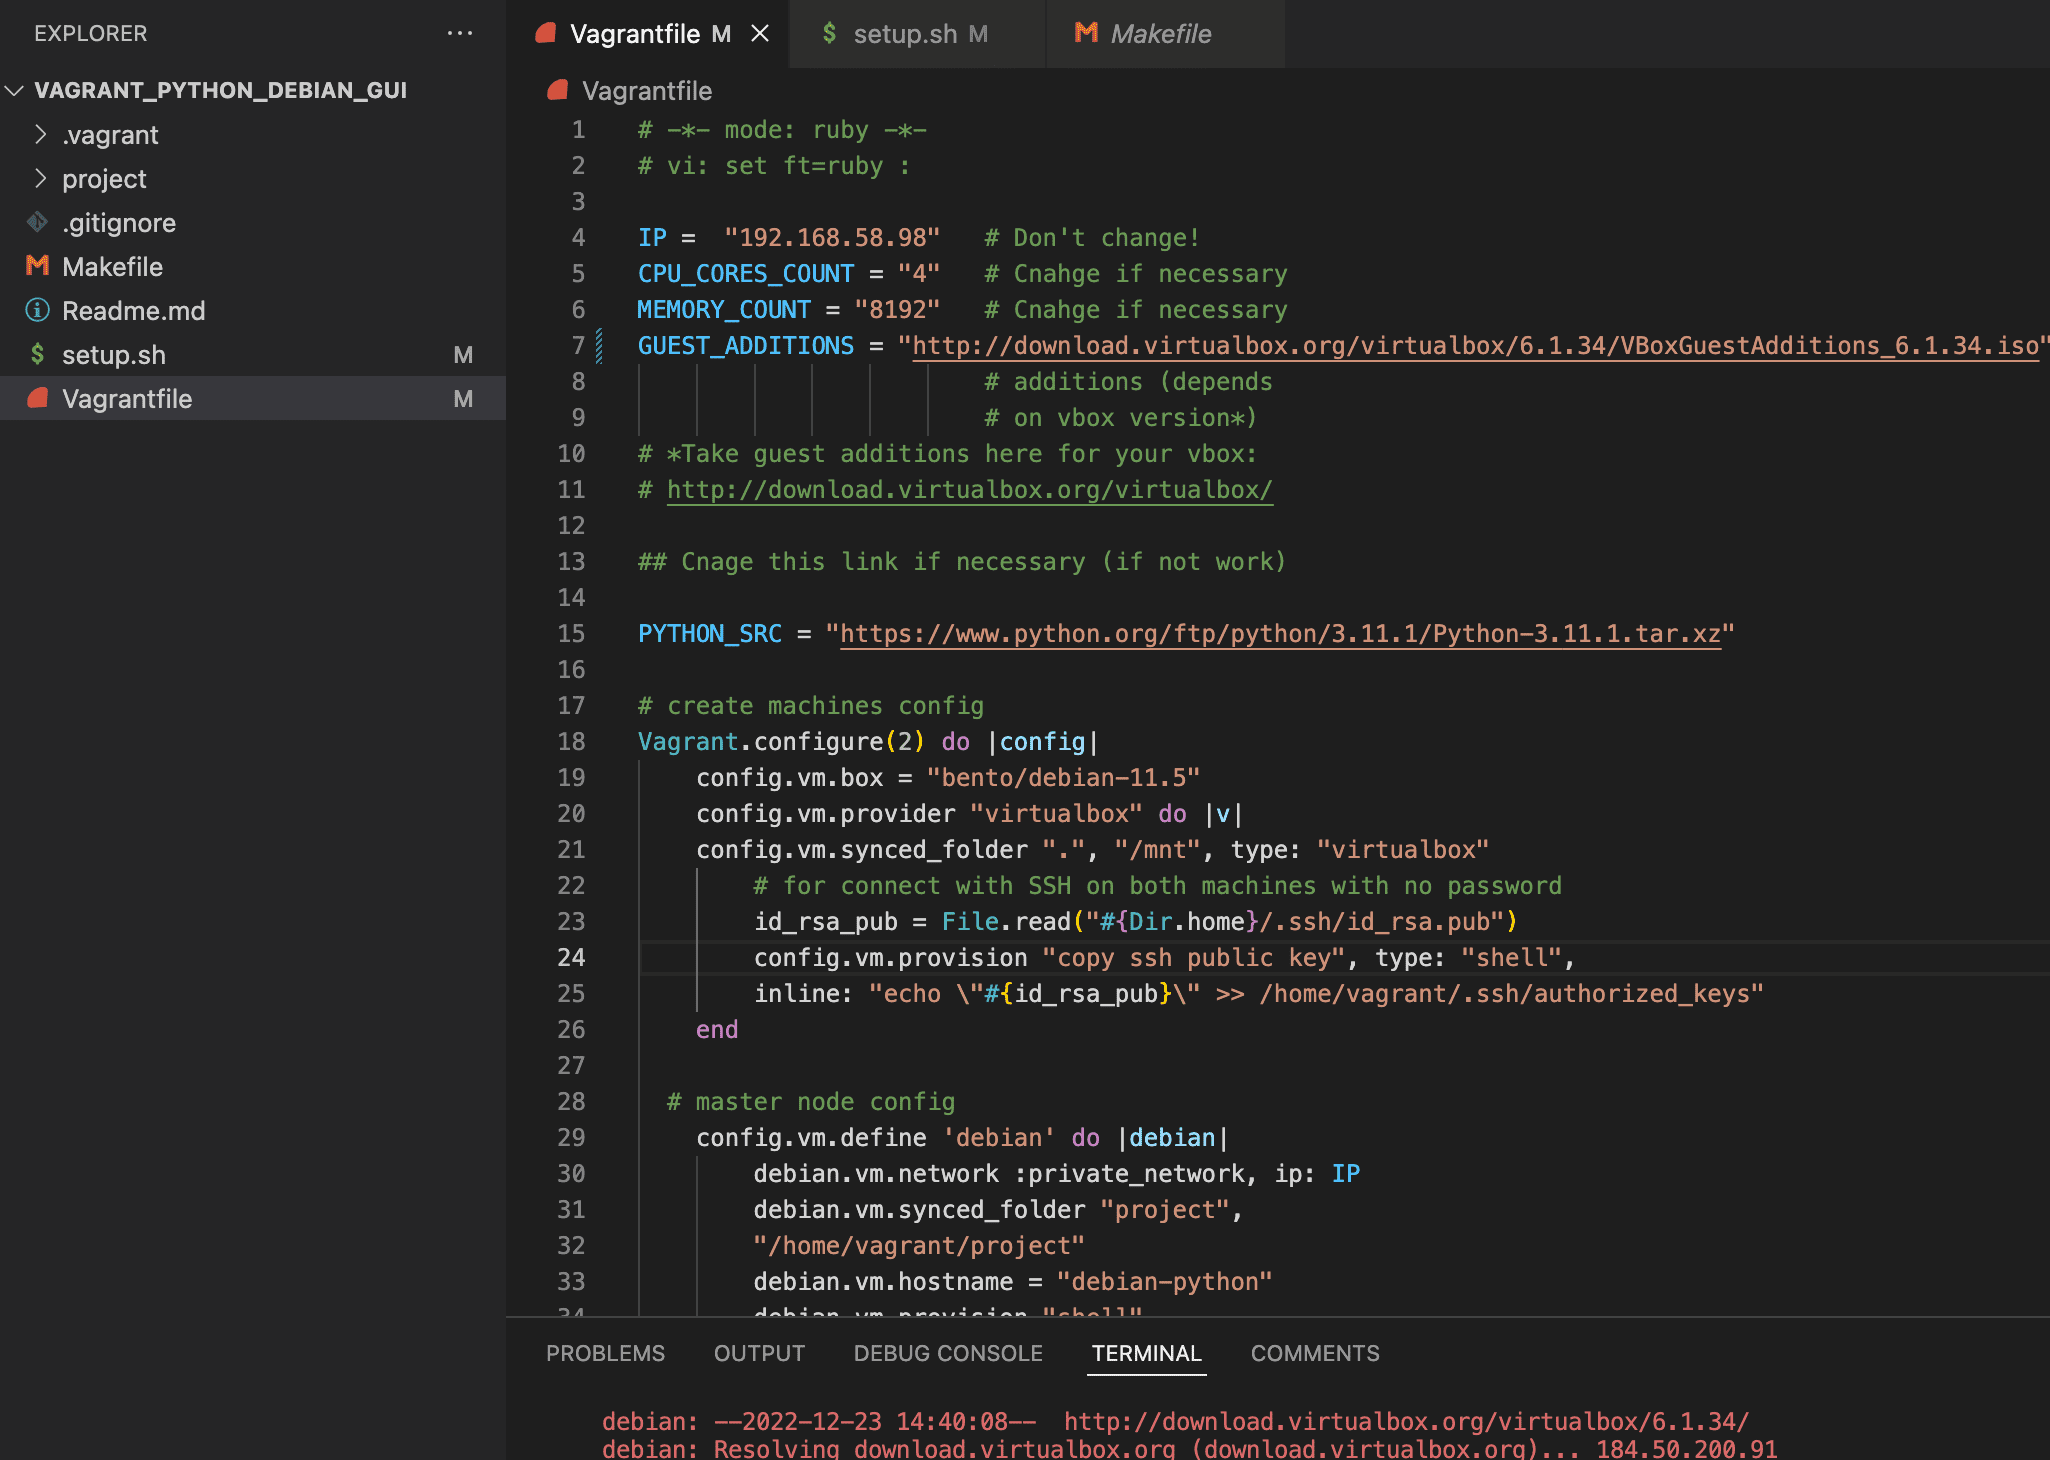 EXPLORER
VAGRANT_PYTHON_DEBIAN_GUI
.vagrant
project
.gitignore
Makefile
Readme.md
setup.sh M
Vagrantfile M
Vagrantfile M
setup.sh M
Makefile
Vagrantfile
1 # -*- mode: ruby -*-
2 # vi: set ft=ruby :
3
4 IP =  "192.168.58.98"   # Don't change!
5 CPU_CORES_COUNT = "4"   # Cnahge if necessary
6 MEMORY_COUNT = "8192"   # Cnahge if necessary
7 GUEST_ADDITIONS = "http://download.virtualbox.org/virtualbox/6.1.34/VBoxGuestAdditions_6.1.34.iso"
8 # additions (depends
9 # on vbox version*)
10 # *Take guest additions here for your vbox:
11 # http://download.virtualbox.org/virtualbox/
12
13 ## Cnage this link if necessary (if not work)
14
15 PYTHON_SRC = "https://www.python.org/ftp/python/3.11.1/Python-3.11.1.tar.xz"
16
17 # create machines config
18 Vagrant.configure(2) do |config|
19 config.vm.box = "bento/debian-11.5"
20 config.vm.provider "virtualbox" do |v|
21 config.vm.synced_folder ".", "/mnt", type: "virtualbox"
22 # for connect with SSH on both machines with no password
23 id_rsa_pub = File.read("#{Dir.home}/.ssh/id_rsa.pub")
24 config.vm.provision "copy ssh public key", type: "shell",
25 inline: "echo \"#{id_rsa_pub}\" >> /home/vagrant/.ssh/authorized_keys"
26 end
27
28 # master node config
29 config.vm.define 'debian' do |debian|
30 debian.vm.network :private_network, ip: IP
31 debian.vm.synced_folder "project",
32 "/home/vagrant/project"
33 debian.vm.hostname = "debian-python"
34 debian.vm.provision "shell"
PROBLEMS OUTPUT DEBUG CONSOLE TERMINAL COMMENTS
debian: --2022-12-23 14:40:08--  http://download.virtualbox.org/virtualbox/6.1.34/
debian: Resolving download.virtualbox.org (download.virtualbox.org)... 184.50.200.91